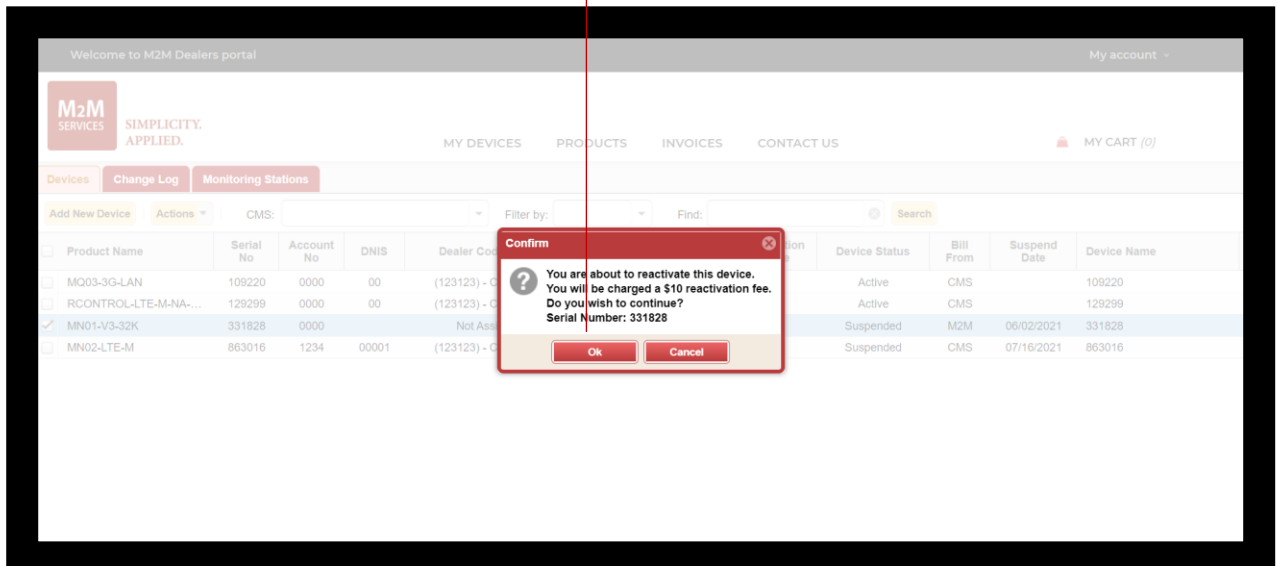 Welcome to M2M Dealers portal
My account
M2M
SERVICES
SIMPLICITY.
APPLIED.
MY DEVICES PRODUCTS INVOICES CONTACT US
MY CART (0)
Devices Change Log Monitoring Stations
Add New Device Actions CMS: Filter by: Find: Search
Product Name Serial No Account No DNIS Dealer Device Status Bill From Suspend Date Device Name
MQ03-3G-LAN 109220 0000 00 (123123) - Active CMS 109220
RCONTROL-LTE-M-NA-... 129299 0000 00 (123123) - Active CMS 129299
MN01-V3-32K 331828 0000 Not Suspended M2M 06/02/2021 331828
MN02-LTE-M 863016 1234 00001 (123123) - Suspended CMS 07/16/2021 863016
Confirm
You are about to reactivate this device.
You will be charged a $10 reactivation fee.
Do you wish to continue?
Serial Number: 331828
Ok Cancel